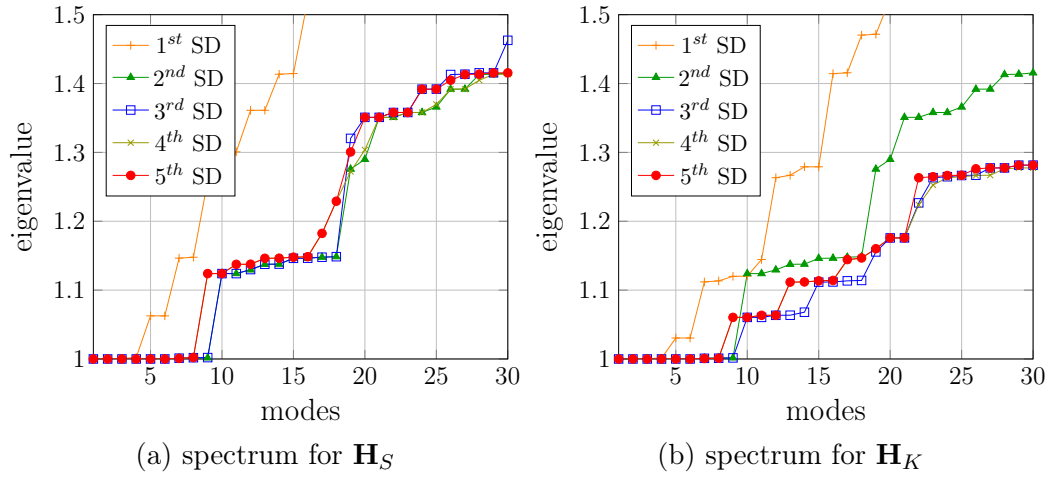 1.5
1.4
1.3
1.2
1.1
1
eigenvalue
5 10 15 20 25 30
modes
1st SD
2nd SD
3rd SD
4th SD
5th SD
(a) spectrum for HS
1.5
1.4
1.3
1.2
1.1
1
eigenvalue
5 10 15 20 25 30
modes
1st SD
2nd SD
3rd SD
4th SD
5th SD
(b) spectrum for HK